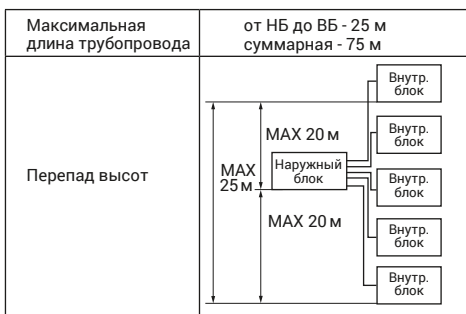 Максимальная
длина трубопровода
от НБ до ВБ - 25 м
суммарная - 75 м
Перепад высот
MAX 20 м
MAX
25 м
Наружный
блок
MAX 20 м
Внутр.
блок
Внутр.
блок
Внутр.
блок
Внутр.
блок
Внутр.
блок